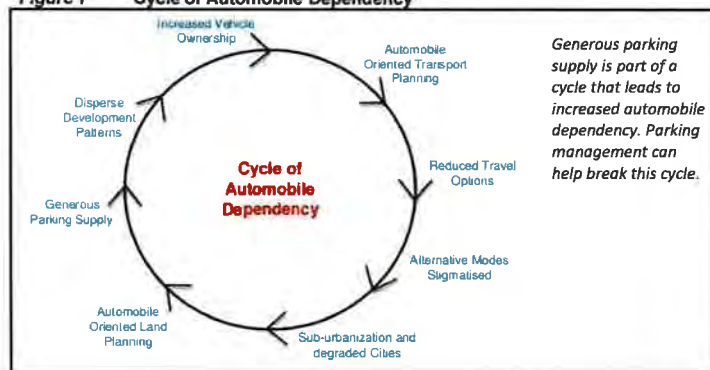 Figure 1 Cycle of Automobile Dependency
Increased Vehicle
Ownership
Automobile
Oriented Transport
Planning
Reduced Travel
Options
Alternative Modes
Stigmatised
Sub-urbanization and
degraded Cities
Automobile
Oriented Land
Planning
Generous
Parking Supply
Disperse
Development
Patterns
Cycle of
Automobile
Dependency
Generous parking
supply is part of a
cycle that leads to
increased automobile
dependency. Parking
management can
help break this cycle.